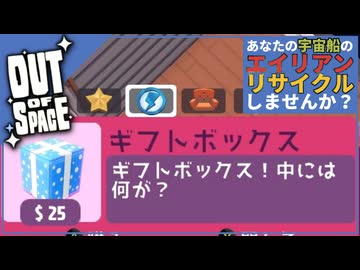 OUT
OF
SPACE
あなたの宇宙船の
エイリアン
リサイクル
しませんか？
ギフトボックス
ギフトボックス！中には
何が？
$ 25